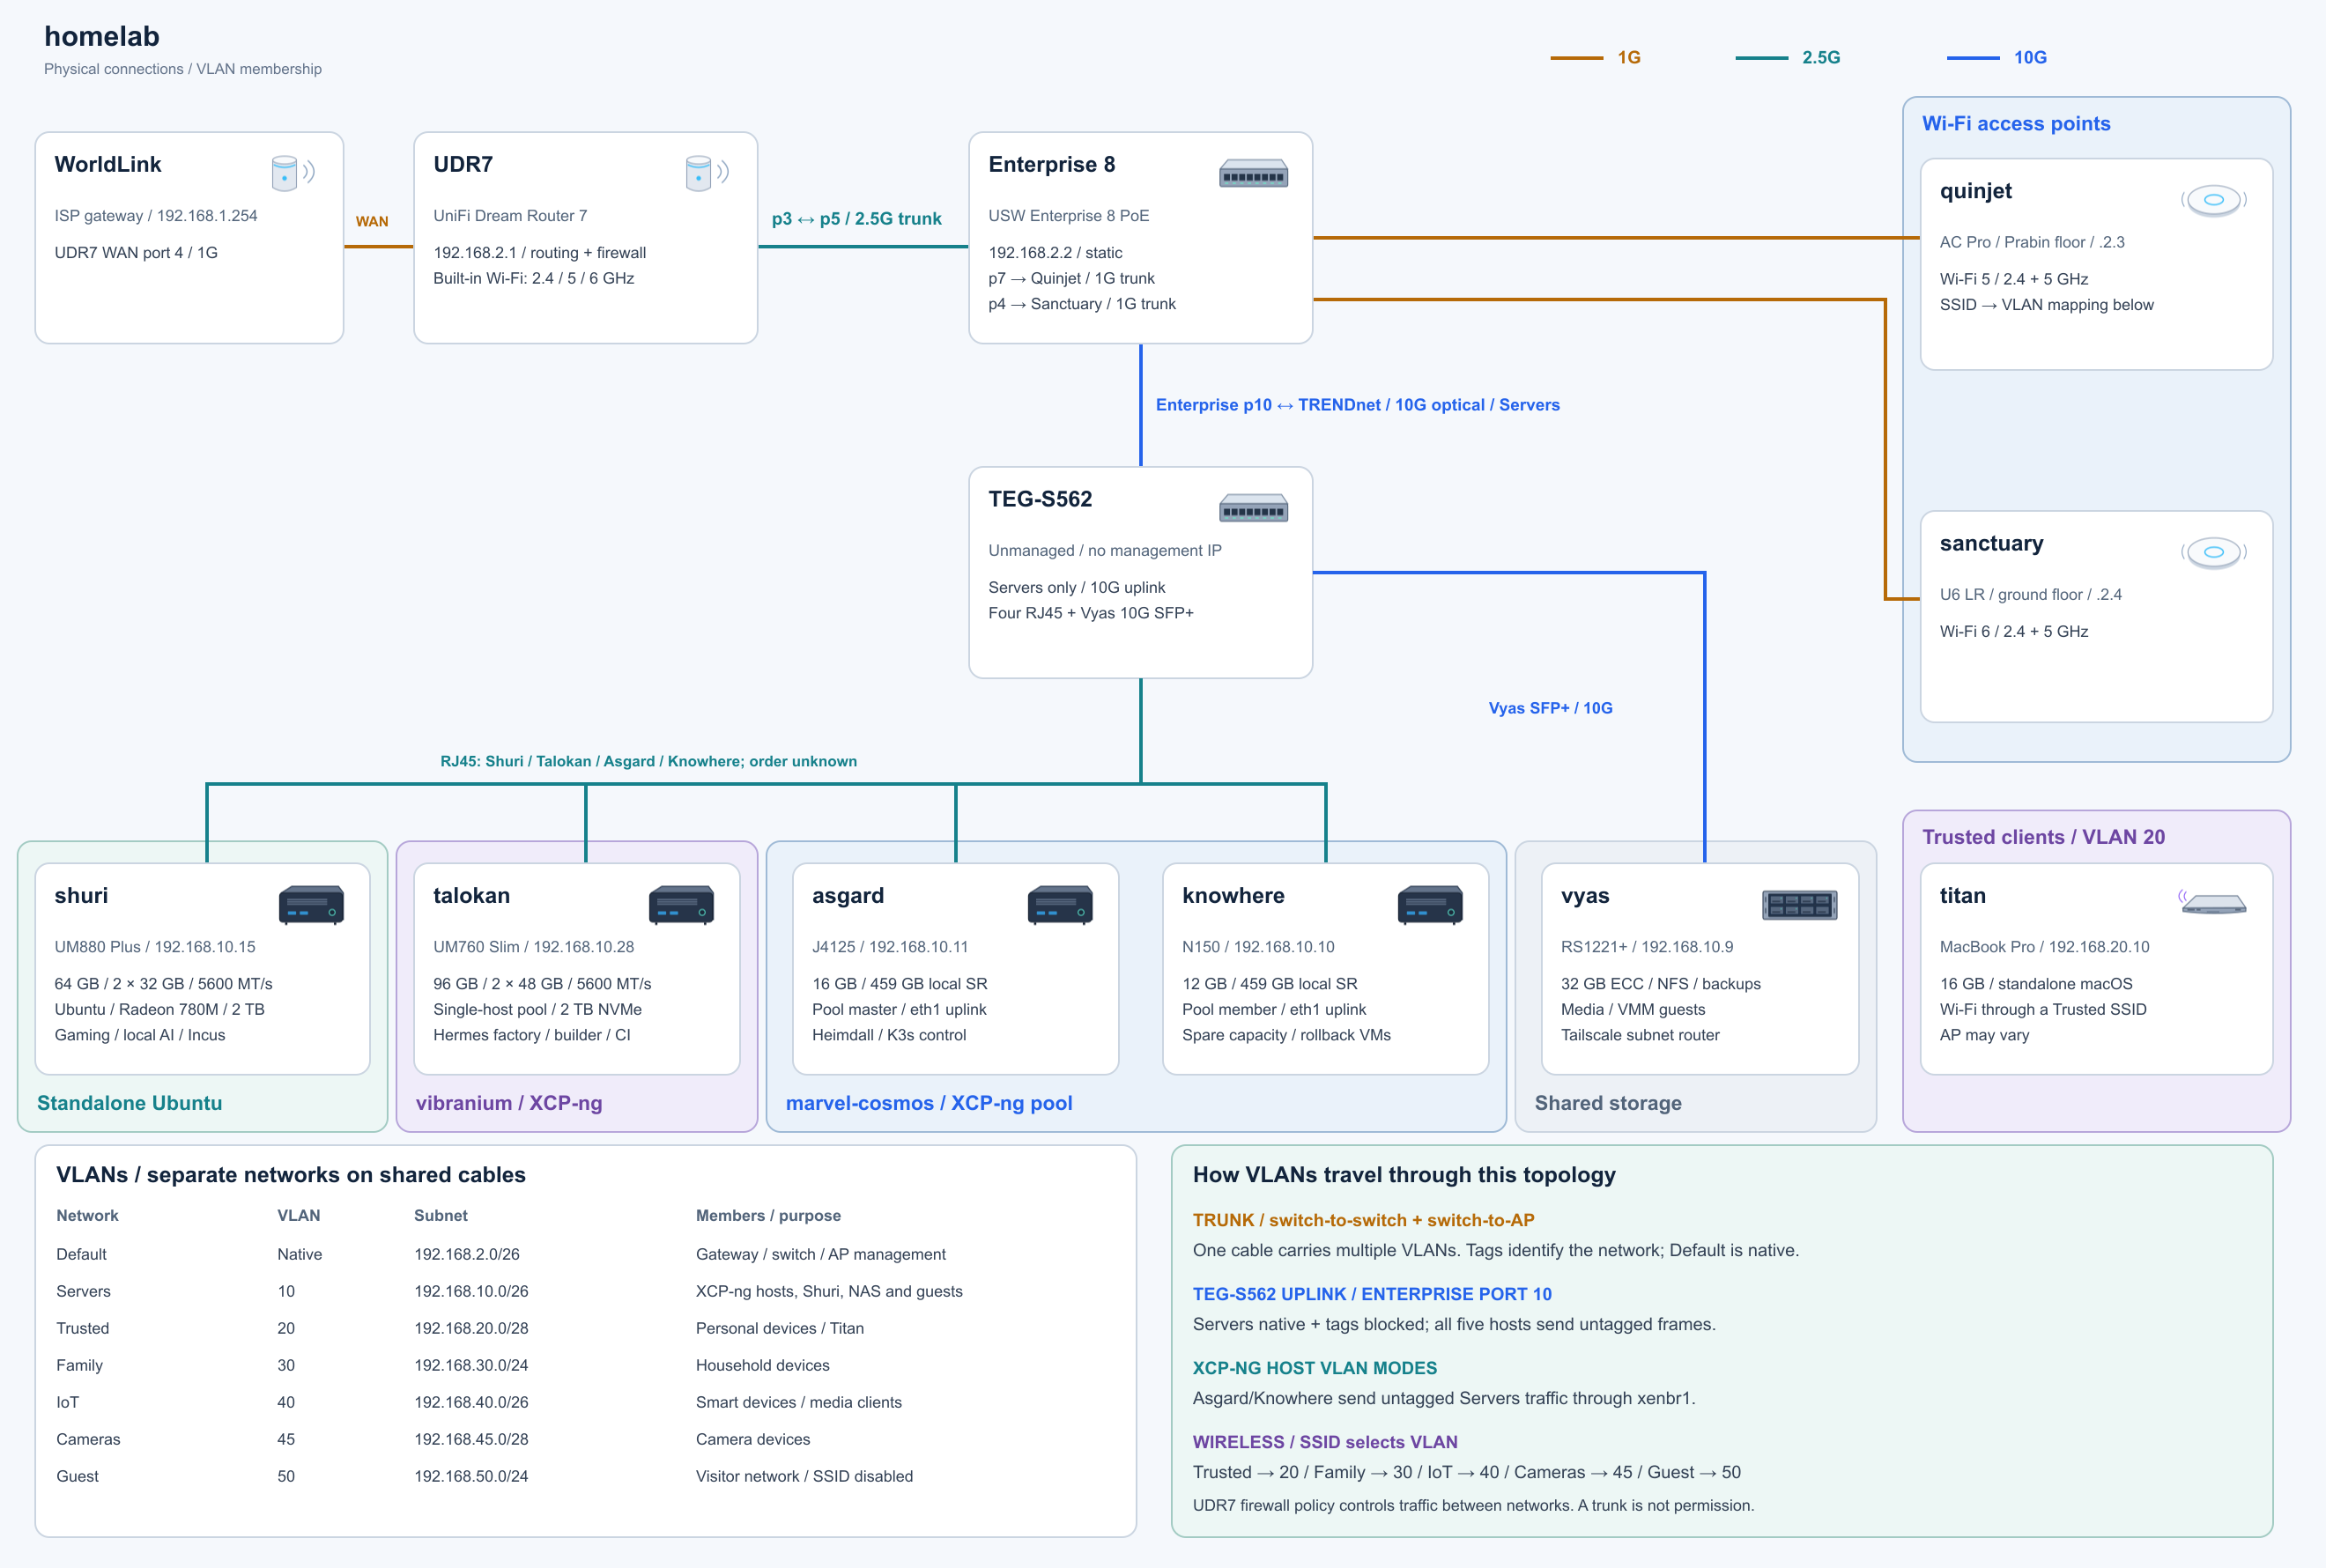 homelab
Physical connections / VLAN membership
1G
2.5G
10G
WorldLink
ISP gateway / 192.168.1.254
UDR7 WAN port 4 / 1G
WAN
UDR7
UniFi Dream Router 7
192.168.2.1 / routing + firewall
Built-in Wi-Fi: 2.4 / 5 / 6 GHz
p3 ↔ p5 / 2.5G trunk
Enterprise 8
USW Enterprise 8 PoE
192.168.2.2 / static
p7 → Quinjet / 1G trunk
p4 → Sanctuary / 1G trunk
Wi-Fi access points
quinjet
AC Pro / Prabin floor / .2.3
Wi-Fi 5 / 2.4 + 5 GHz
SSID → VLAN mapping below
Enterprise p10 ↔ TRENDnet / 10G optical / Servers
TEG-S562
Unmanaged / no management IP
Servers only / 10G uplink
Four RJ45 + Vyas 10G SFP+
sanctuary
U6 LR / ground floor / .2.4
Wi-Fi 6 / 2.4 + 5 GHz
Vyas SFP+ / 10G
RJ45: Shuri / Talokan / Asgard / Knowhere; order unknown
shuri
UM880 Plus / 192.168.10.15
64 GB / 2 × 32 GB / 5600 MT/s
Ubuntu / Radeon 780M / 2 TB
Gaming / local AI / Incus
Standalone Ubuntu
talokan
UM760 Slim / 192.168.10.28
96 GB / 2 × 48 GB / 5600 MT/s
Single-host pool / 2 TB NVMe
Hermes factory / builder / CI
vibranium / XCP-ng
asgard
J4125 / 192.168.10.11
16 GB / 459 GB local SR
Pool master / eth1 uplink
Heimdall / K3s control
knowhere
N150 / 192.168.10.10
12 GB / 459 GB local SR
Pool member / eth1 uplink
Spare capacity / rollback VMs
marvel-cosmos / XCP-ng pool
vyas
RS1221+ / 192.168.10.9
32 GB ECC / NFS / backups
Media / VMM guests
Tailscale subnet router
Shared storage
Trusted clients / VLAN 20
titan
MacBook Pro / 192.168.20.10
16 GB / standalone macOS
Wi-Fi through a Trusted SSID
AP may vary
VLANs / separate networks on shared cables
Network VLAN Subnet Members / purpose
Default Native 192.168.2.0/26 Gateway / switch / AP management
Servers 10 192.168.10.0/26 XCP-ng hosts, Shuri, NAS and guests
Trusted 20 192.168.20.0/28 Personal devices / Titan
Family 30 192.168.30.0/24 Household devices
IoT 40 192.168.40.0/26 Smart devices / media clients
Cameras 45 192.168.45.0/28 Camera devices
Guest 50 192.168.50.0/24 Visitor network / SSID disabled
How VLANs travel through this topology
TRUNK / switch-to-switch + switch-to-AP
One cable carries multiple VLANs. Tags identify the network; Default is native.
TEG-S562 UPLINK / ENTERPRISE PORT 10
Servers native + tags blocked; all five hosts send untagged frames.
XCP-NG HOST VLAN MODES
Asgard/Knowhere send untagged Servers traffic through xenbr1.
WIRELESS / SSID selects VLAN
Trusted → 20 / Family → 30 / IoT → 40 / Cameras → 45 / Guest → 50
UDR7 firewall policy controls traffic between networks. A trunk is not permission.